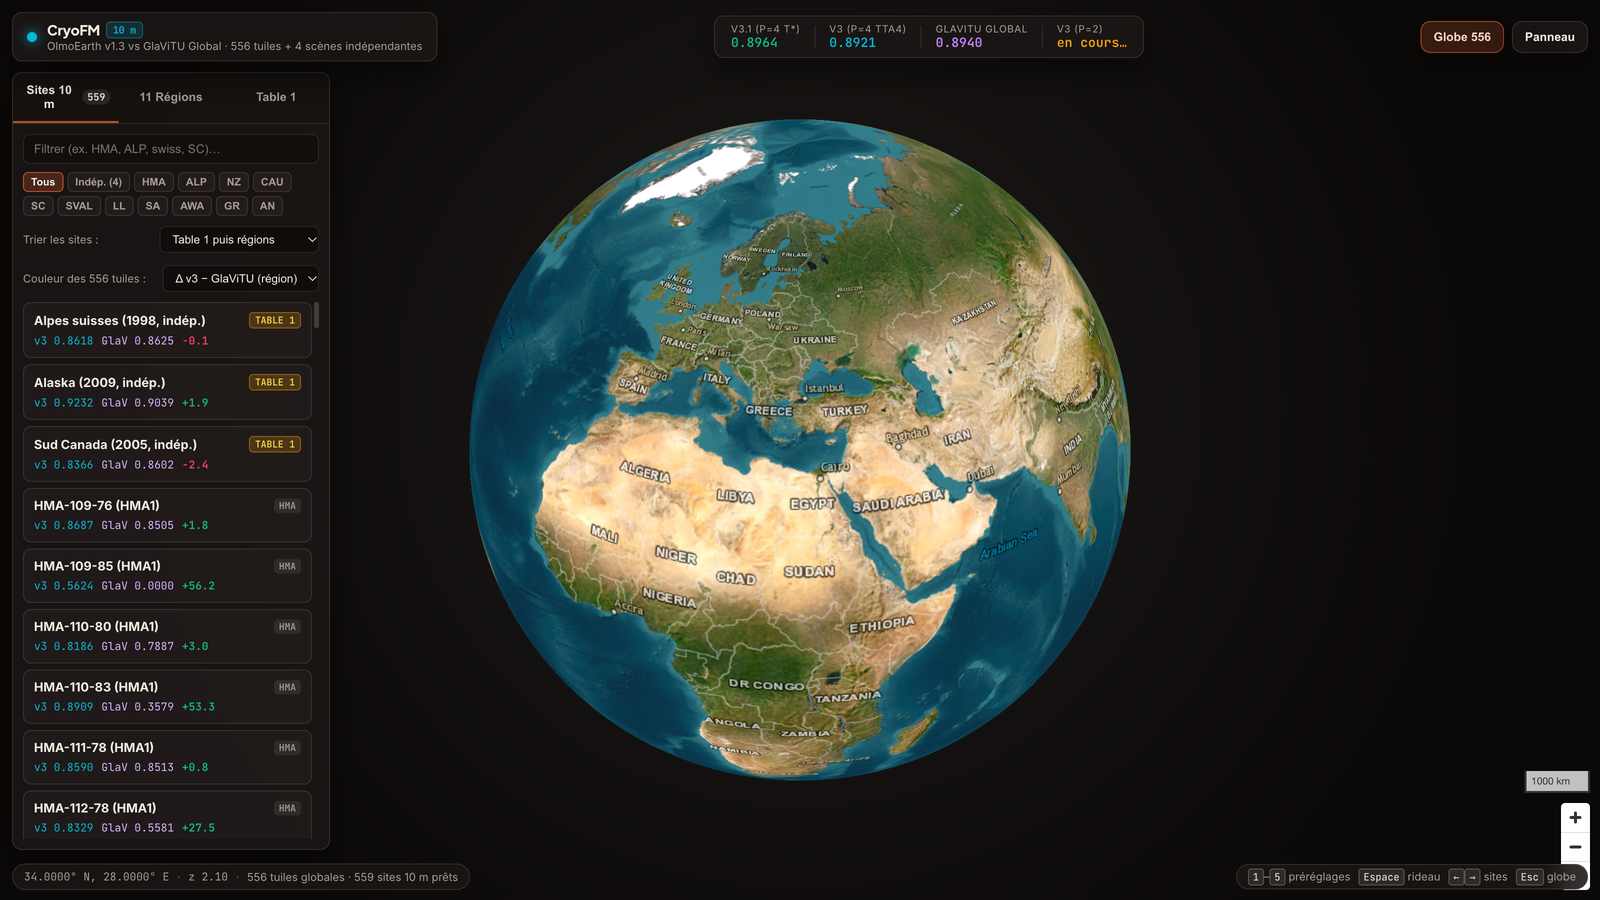 CryoFM 10 m
OlmoEarth v1.3 vs GlaViTU Global · 556 tuiles + 4 scènes indépendantes
V3.1 (P=4 T*)
0.8964
V3 (P=4 TTA4)
0.8921
GLAVITU GLOBAL
0.8940
V3 (P=2)
en cours…
Globe 556
Panneau
Sites 10 m 559
11 Régions
Table 1
Filtrer (ex. HMA, ALP, swiss, SC)…
Tous Indép. (4) HMA ALP NZ CAU
SC SVAL LL SA AWA GR AN
Trier les sites : Table 1 puis régions
Couleur des 556 tuiles : Δ v3 − GlaViTU (région)
Alpes suisses (1998, indép.) TABLE 1
v3 0.8618 GlaV 0.8625 -0.1
Alaska (2009, indép.) TABLE 1
v3 0.9232 GlaV 0.9039 +1.9
Sud Canada (2005, indép.) TABLE 1
v3 0.8366 GlaV 0.8602 -2.4
HMA-109-76 (HMA1) HMA
v3 0.8687 GlaV 0.8505 +1.8
HMA-109-85 (HMA1) HMA
v3 0.5624 GlaV 0.0000 +56.2
HMA-110-80 (HMA1) HMA
v3 0.8186 GlaV 0.7887 +3.0
HMA-110-83 (HMA1) HMA
v3 0.8909 GlaV 0.3579 +53.3
HMA-111-78 (HMA1) HMA
v3 0.8590 GlaV 0.8513 +0.8
HMA-112-78 (HMA1) HMA
v3 0.8329 GlaV 0.5581 +27.5
RUSSIA
SWEDEN
FINLAND
NORWAY
Stockholm
UNITED KINGDOM
London
Moscow
KAZAKHSTAN
POLAND
GERMANY
Warsaw
Paris
UKRAINE
FRANCE
Milan
Madrid
SPAIN
ITALY
Istanbul
GREECE
TURKEY
Baghdad
IRAN
INDIA
Mumbai
Cairo
Dubai
ALGERIA
LIBYA
EGYPT
SAUDI ARABIA
Arabian Sea
MALI
NIGER
CHAD
SUDAN
NIGERIA
Accra
ETHIOPIA
DR CONGO
TANZANIA
ANGOLA
ZAMBIA
NAMIBIA
1000 km
+
−
34.0000° N, 28.0000° E · z 2.10 · 556 tuiles globales · 559 sites 10 m prêts
1–5 préréglages Espace rideau ← → sites Esc globe